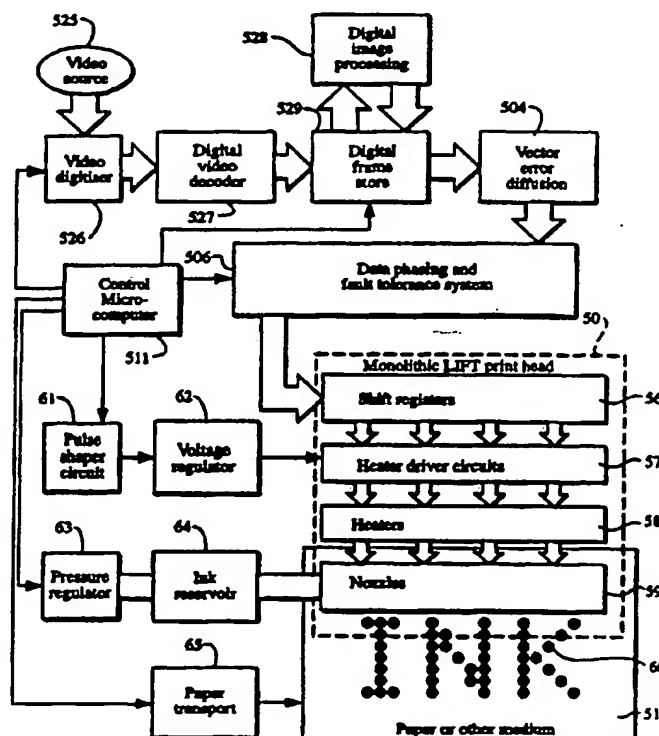 525
Video
source
528
Digital
image
processing
529
504
Video
digitiser
526
Digital
video
decoder
527
Digital
frame
store
Vector
error
diffusion
506
Control
Micro-
computer
511
Data phasing and
fault tolerance system
50
Monolithic LIFT print head
Shift registers
56
61
Pulse
shaper
circuit
62
Voltage
regulator
Heater driver circuits
57
Heaters
58
63
Pressure
regulator
64
Ink
reservoir
Nozzles
59
INK
60
65
Paper
transport
51
Paper or other medium